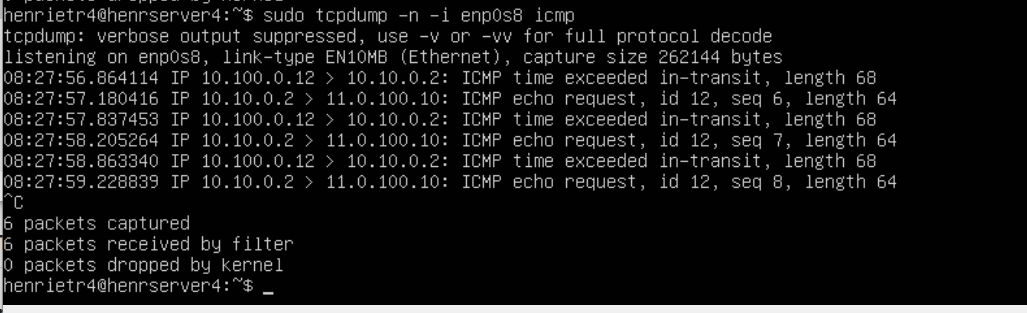 henrietr4@henrserver4:~$ sudo tcpdump -n -i enp0s8 icmp
tcpdump: verbose output suppressed, use -v or -vv for full protocol decode
listening on enp0s8, link-type EN10MB (Ethernet), capture size 262144 bytes
08:27:56.864114 IP 10.100.0.12 > 10.10.0.2: ICMP time exceeded in-transit, length 68
08:27:57.180416 IP 10.10.0.2 > 11.0.100.10: ICMP echo request, id 12, seq 6, length 64
08:27:57.837453 IP 10.100.0.12 > 10.10.0.2: ICMP time exceeded in-transit, length 68
08:27:58.205264 IP 10.10.0.2 > 11.0.100.10: ICMP echo request, id 12, seq 7, length 64
08:27:58.863340 IP 10.100.0.12 > 10.10.0.2: ICMP time exceeded in-transit, length 68
08:27:59.228839 IP 10.10.0.2 > 11.0.100.10: ICMP echo request, id 12, seq 8, length 64
^C
6 packets captured
6 packets received by filter
0 packets dropped by kernel
henrietr4@henrserver4:~$ _